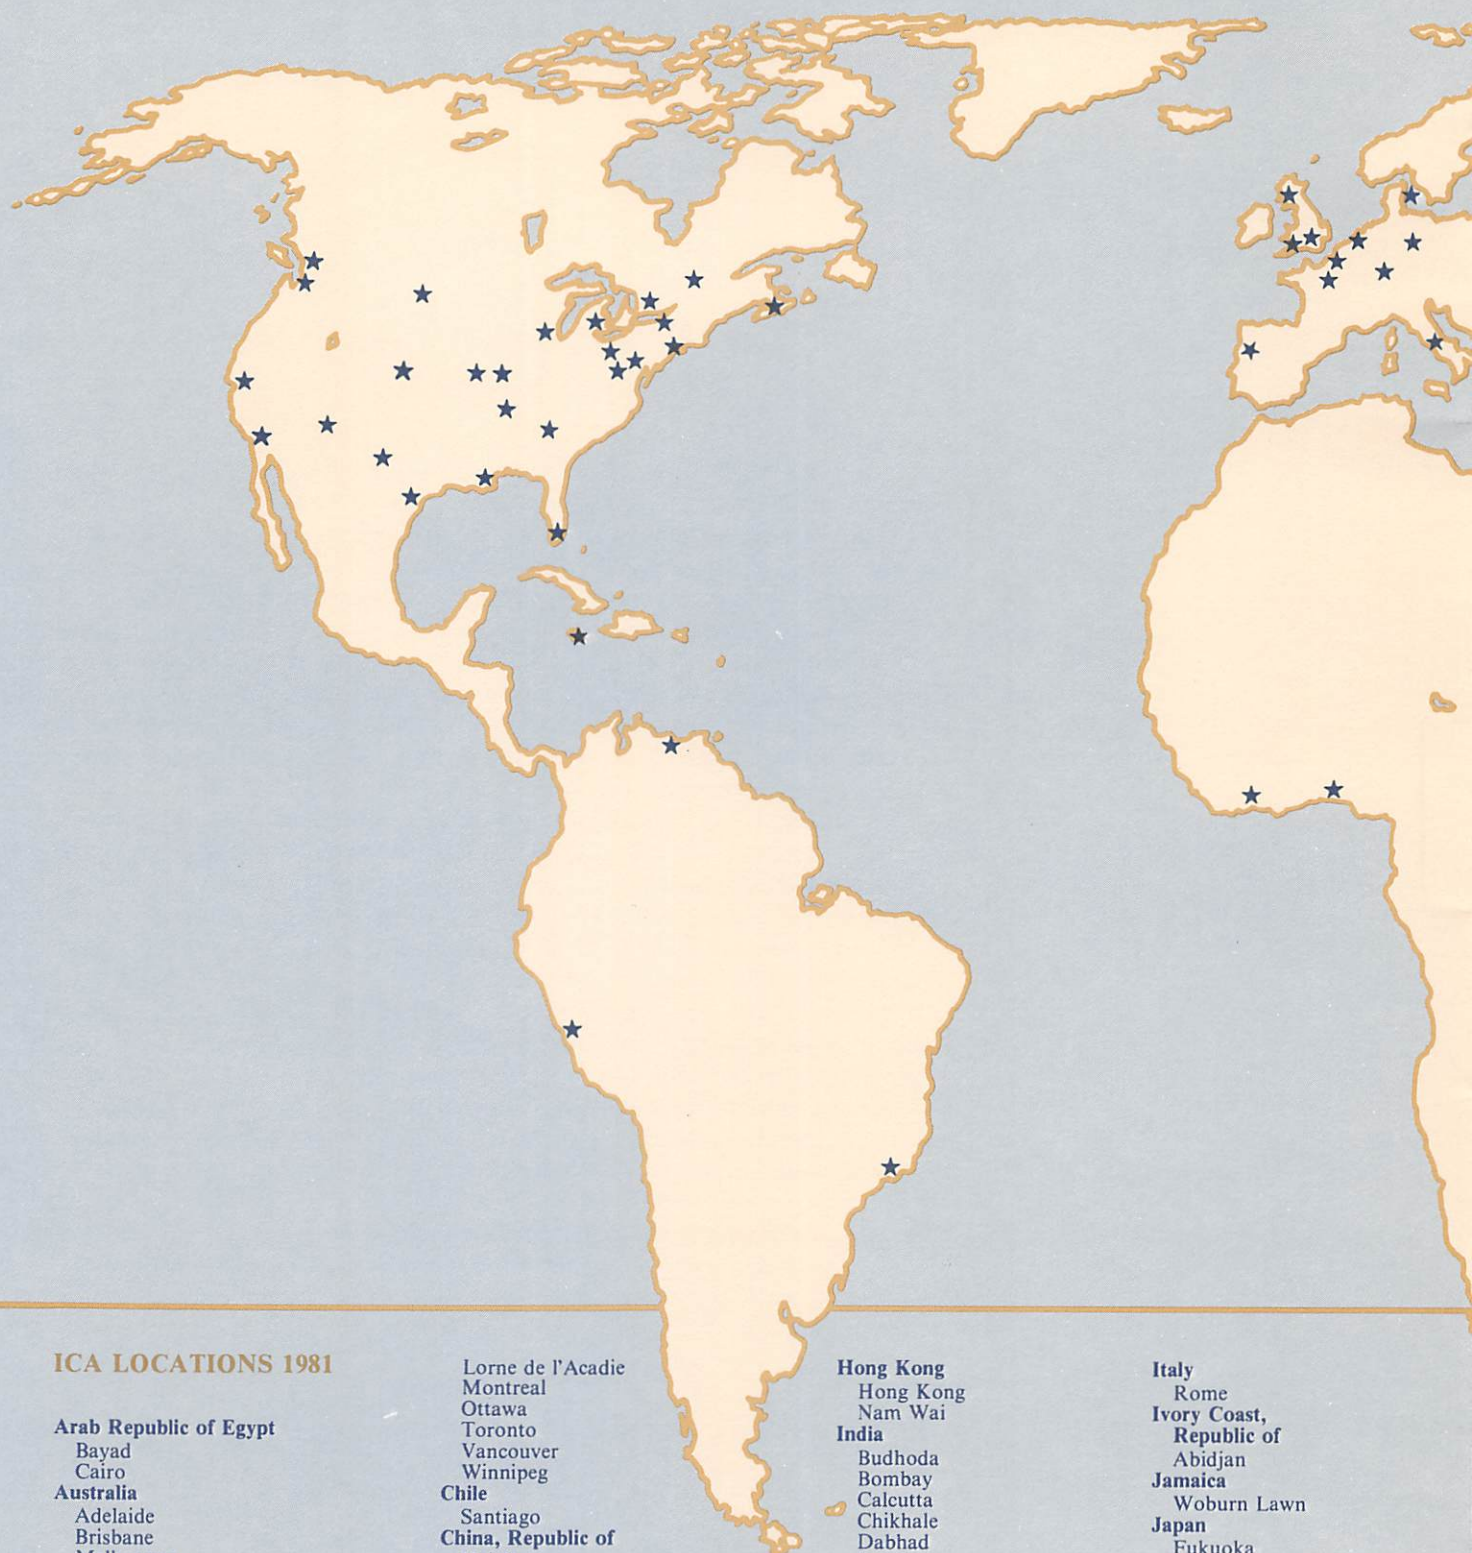 ICA LOCATIONS 1981
Arab Republic of Egypt
Bayad
Cairo
Australia
Adelaide
Brisbane
Lorne de l'Acadie
Montreal
Ottawa
Toronto
Vancouver
Winnipeg
Chile
Santiago
China, Republic of
Hong Kong
Hong Kong
Nam Wai
India
Budhoda
Bombay
Calcutta
Chikhale
Dabhad
Italy
Rome
Ivory Coast,
Republic of
Abidjan
Jamaica
Woburn Lawn
Japan
Fukuoka